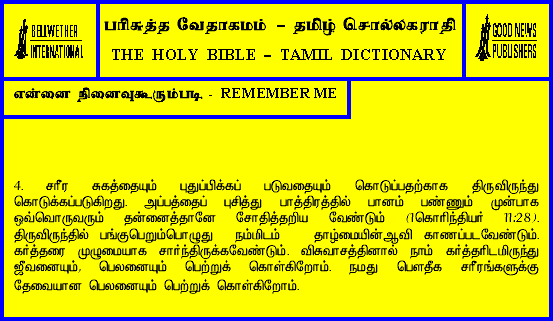 BELLWETHER
INTERNATIONAL
பரிசுத்த வேதாகமம் – தமிழ் சொல்லகராதி
THE HOLY BIBLE – TAMIL DICTIONARY
GOOD NEWS
PUBLISHERS
என்னை நினைவுகூரும்படி - REMEMBER ME
4. சரீர சுகத்தையும் புதுப்பிக்கப் படுவதையும் கொடுப்பதற்காக திருவிருந்து
கொடுக்கப்படுகிறது. அப்பத்தைப் புசித்து பாத்திரத்தில் பானம் பண்ணும் முன்பாக
ஒவ்வொருவரும் தன்னைத்தானே சோதித்தறிய வேண்டும் (1கொரிந்தியர் 11:28).
திருவிருந்தில் பங்குபெறும்பொழுது நம்மிடம் தாழ்மையின்ஆவி காணப்படவேண்டும்.
கர்த்தரை முழுமையாக சார்ந்திருக்கவேண்டும். விசுவாசத்தினால் நாம் கர்த்தரிடமிருந்து
ஜீவனையும், பெலனையும் பெற்றுக் கொள்கிறோம். நமது பௌதீக சரீரங்களுக்கு
தேவையான பெலனையும் பெற்றுக் கொள்கிறோம்.